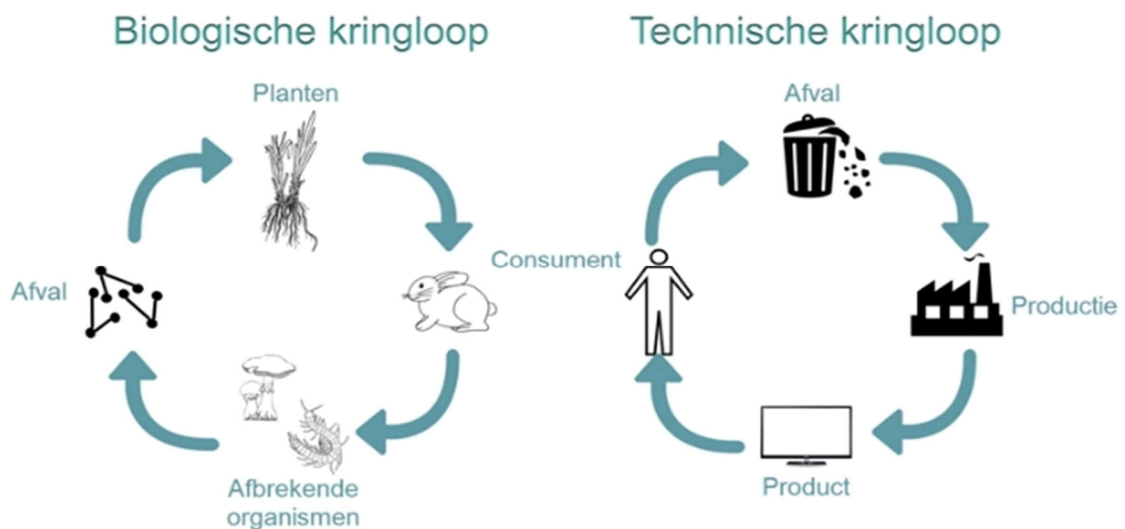 Biologische kringloop
Planten
Afval
Afbrekende
organismen
Technische kringloop
Afval
Consument
Productie
Product